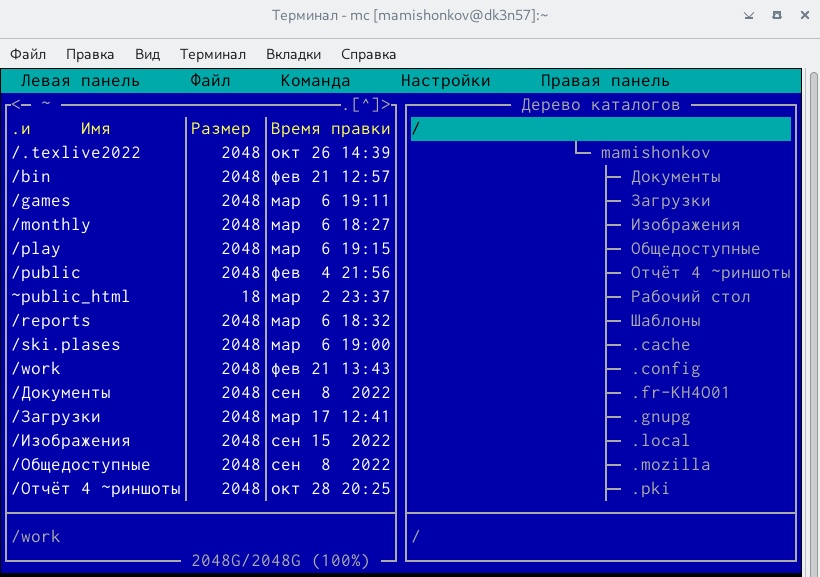 Терминал - mc [mamishonkov@dk3n57]:~
Файл Правка Вид Терминал Вкладки Справка
Левая панель Файл Команда Настройки Правая панель
<— ~ .[^]>
.и Имя Размер Время правки
/.texlive2022 2048 окт 26 14:39
/bin 2048 фев 21 12:57
/games 2048 мар 6 19:11
/monthly 2048 мар 6 18:27
/play 2048 мар 6 19:15
/public 2048 фев 4 21:56
~public_html 18 мар 2 23:37
/reports 2048 мар 6 18:32
/ski.plases 2048 мар 6 19:00
/work 2048 фев 21 13:43
/Документы 2048 сен 8 2022
/Загрузки 2048 мар 17 12:41
/Изображения 2048 сен 15 2022
/Общедоступные 2048 сен 8 2022
/Отчёт 4 ~риншоты 2048 окт 28 20:25
/work
2048G/2048G (100%)
Дерево каталогов
/
mamishonkov
Документы
Загрузки
Изображения
Общедоступные
Отчёт 4 ~риншоты
Рабочий стол
Шаблоны
.cache
.config
.fr-KH4O01
.gnupg
.local
.mozilla
.pki
/